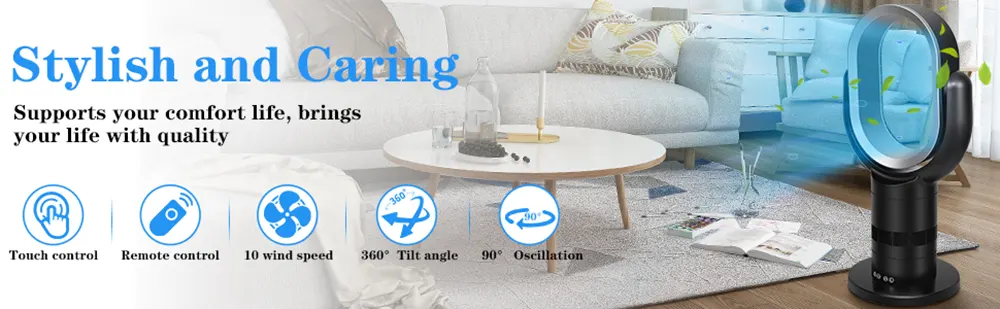 Stylish and Caring
Supports your comfort life, brings
your life with quality
360°
90°
Touch control
Remote control
10 wind speed
360° Tilt angle
90° Oscillation